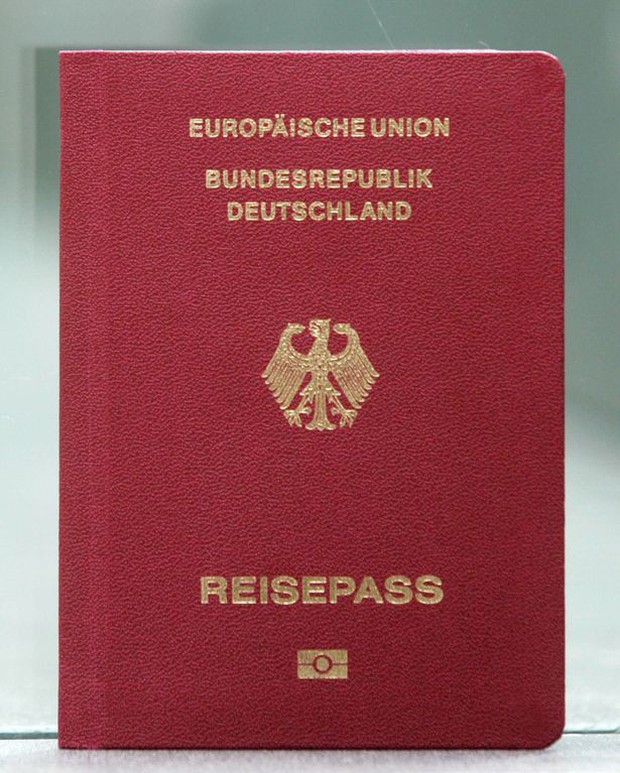 EUROPÄISCHE UNION
BUNDESREPUBLIK
DEUTSCHLAND
REISEPASS